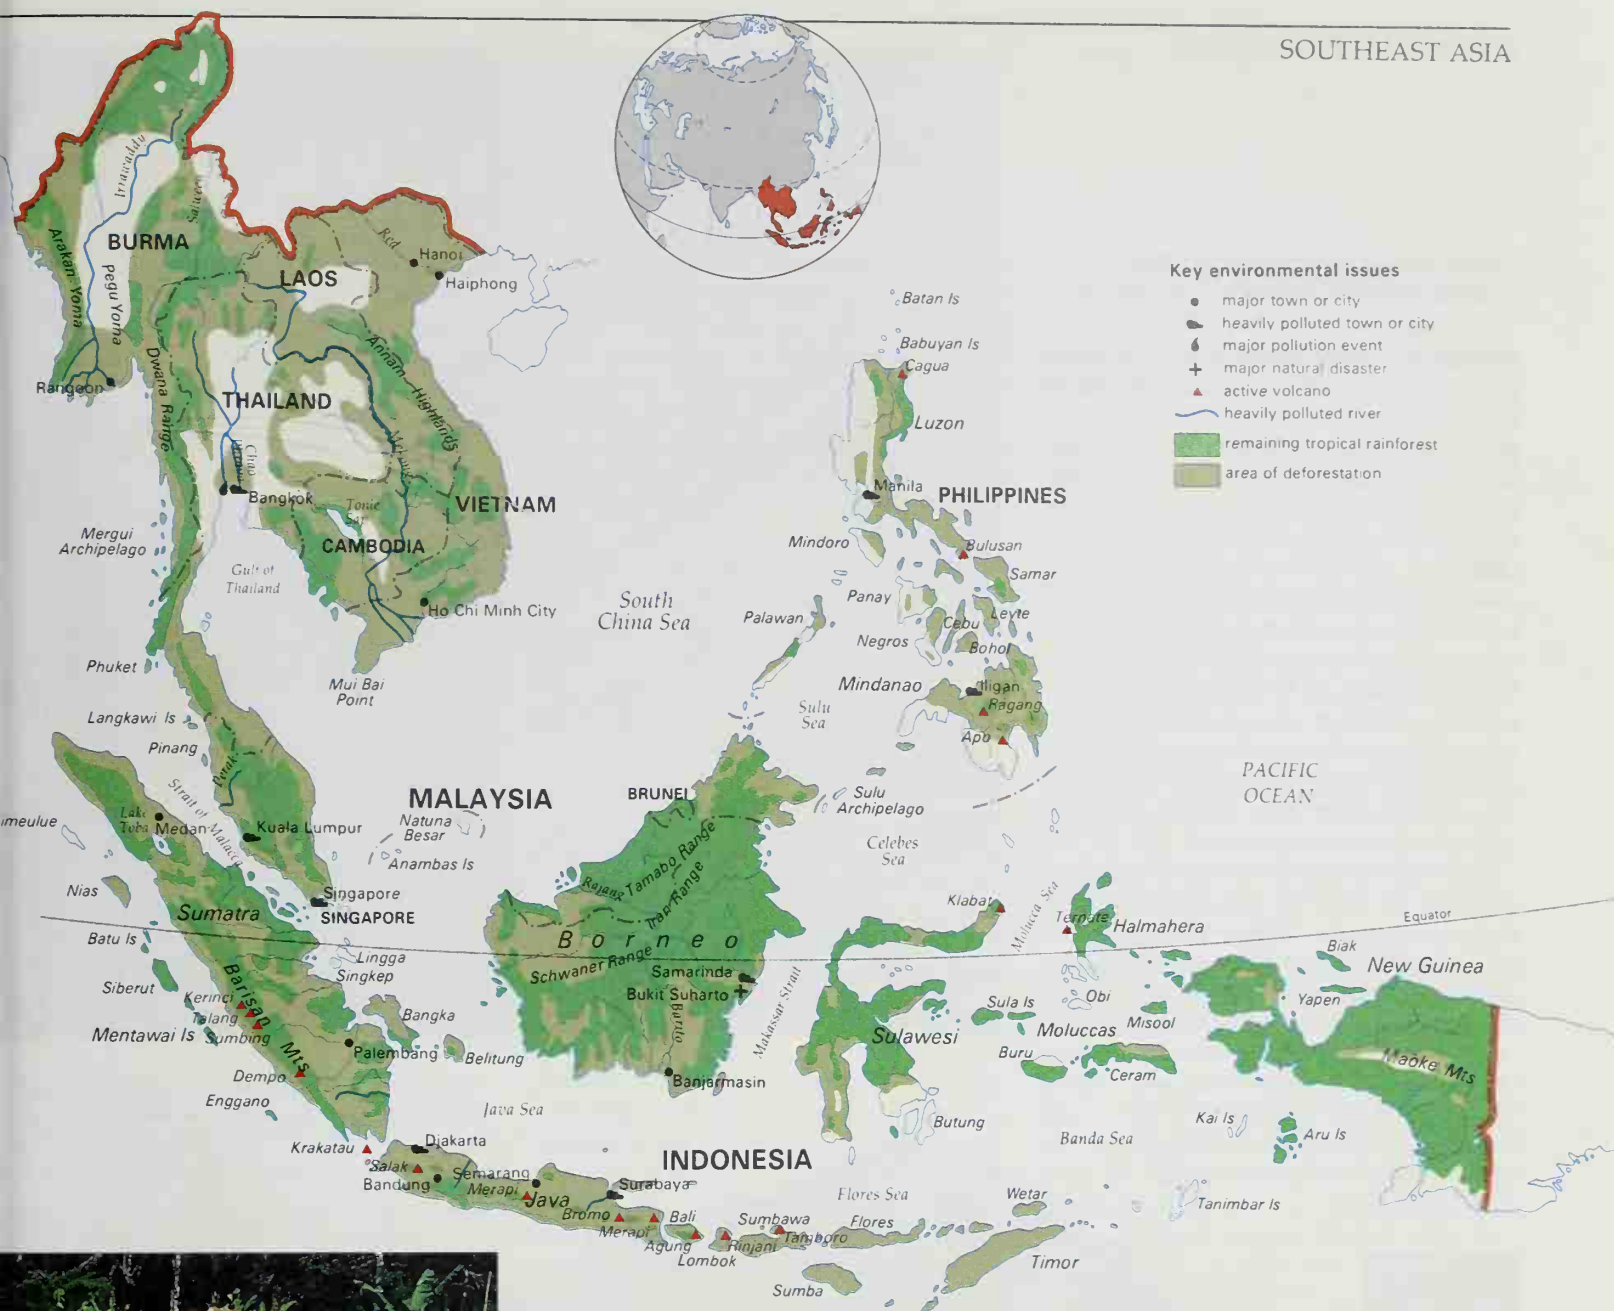 SOUTHEAST ASIA
Key environmental issues
major town or city
heavily polluted town or city
major pollution event
major natural disaster
active volcano
heavily polluted river
remaining tropical rainforest
area of deforestation
Irrawaddy
Salween
BURMA
Arakan Yoma
Pegu Yoma
Rangoon
Dwana Range
LAOS
Red
Hanoi
Haiphong
Annam Highlands
THAILAND
Chao
Bangkok
Mekong
VIETNAM
Tonle
Sap
CAMBODIA
Mergui
Archipelago
Gulf of
Thailand
Ho Chi Minh City
Mui Bai
Point
Phuket
Langkawi Is
Pinang
Perak
Strait of Malacca
South
China Sea
Batan Is
Babuyan Is
Cagua
Luzon
Manila
PHILIPPINES
Mindoro
Bulusan
Samar
Panay
Leyte
Cebu
Palawan
Negros
Bohol
Mindanao
Iligan
Ragang
Apo
Sulu
Sea
Sulu
Archipelago
Celebes
Sea
PACIFIC
OCEAN
MALAYSIA
BRUNEI
Natuna
Besar
Anambas Is
Lake
Toba
Medan
Kuala Lumpur
imeulue
Nias
Singapore
SINGAPORE
Sumatra
Batu Is
Lingga
Singkep
Siberut
Barisan Mts
Kerinci
Talang
Sumbing
Mentawai Is
Bangka
Palembang
Belitung
Dempo
Enggano
Rajang
Tamabo Range
Iran Range
Borneo
Schwaner Range
Samarinda
Bukit Suharto
Barito
Banjarmasin
Makassar Strait
Klabat
Molucca Sea
Ternate
Halmahera
Equator
Biak
New Guinea
Yapen
Obi
Sula Is
Moluccas
Misool
Sulawesi
Buru
Ceram
Maoke Mts
Butung
Banda Sea
Kai Is
Aru Is
Java Sea
Krakatau
Djakarta
Salak
Bandung
Semarang
Merapi
Java
Surabaya
Bromo
Merapi
Bali
Agung
Lombok
Rinjani
Sumbawa
Tamboro
Flores
Flores Sea
INDONESIA
Wetar
Tanimbar Is
Timor
Sumba